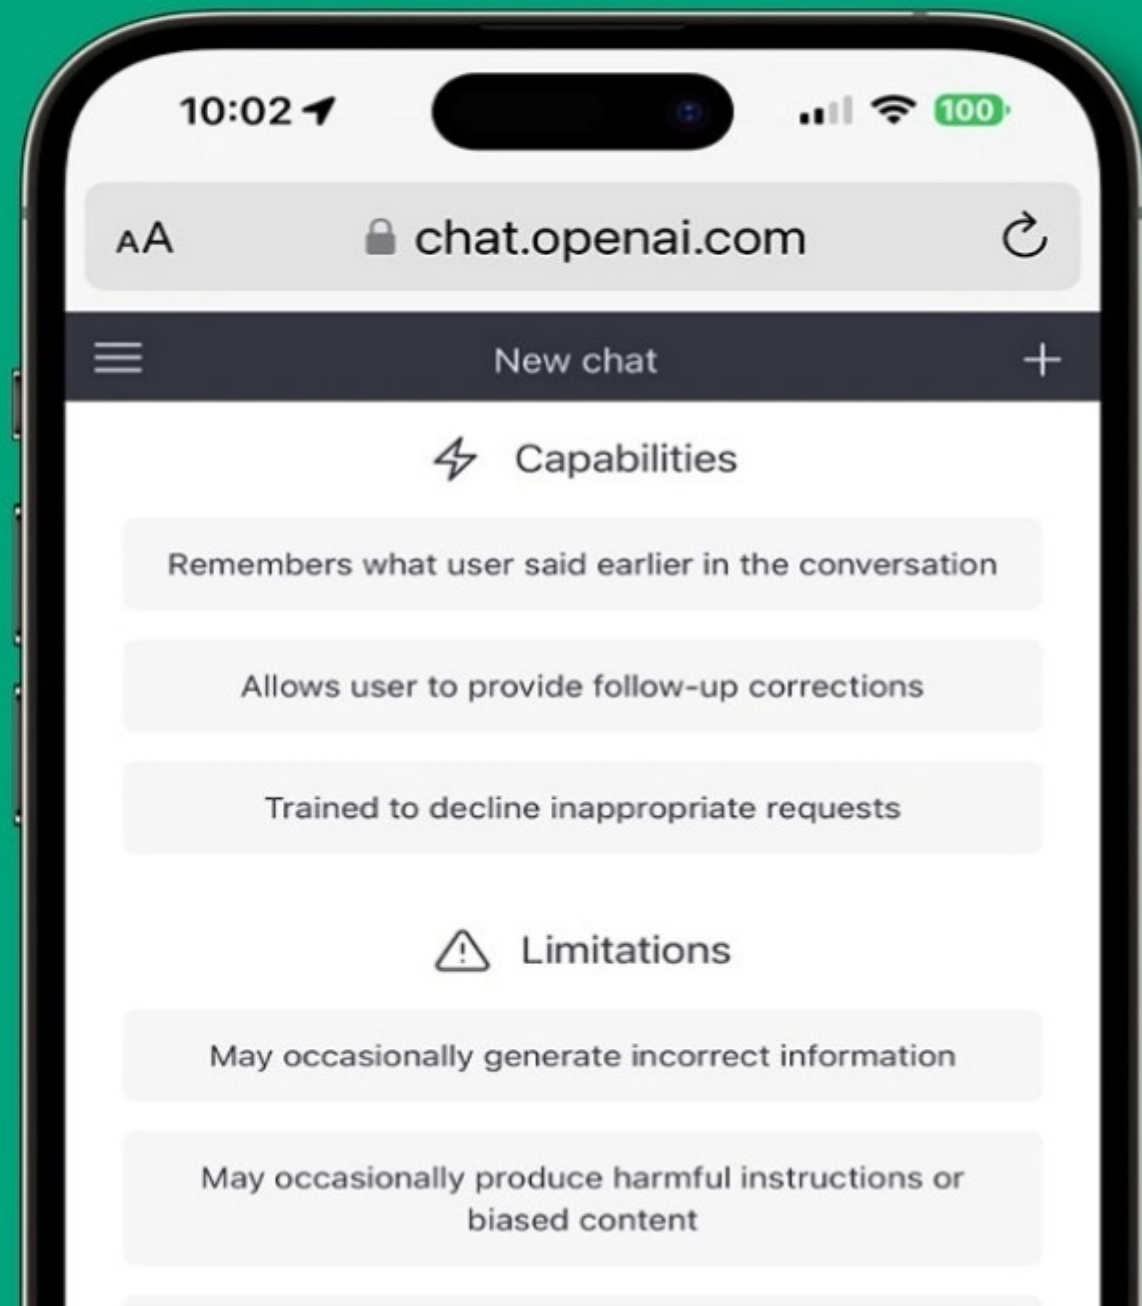 10:02
100
AA
chat.openai.com
New chat
Capabilities
Remembers what user said earlier in the conversation
Allows user to provide follow-up corrections
Trained to decline inappropriate requests
Limitations
May occasionally generate incorrect information
May occasionally produce harmful instructions or
biased content